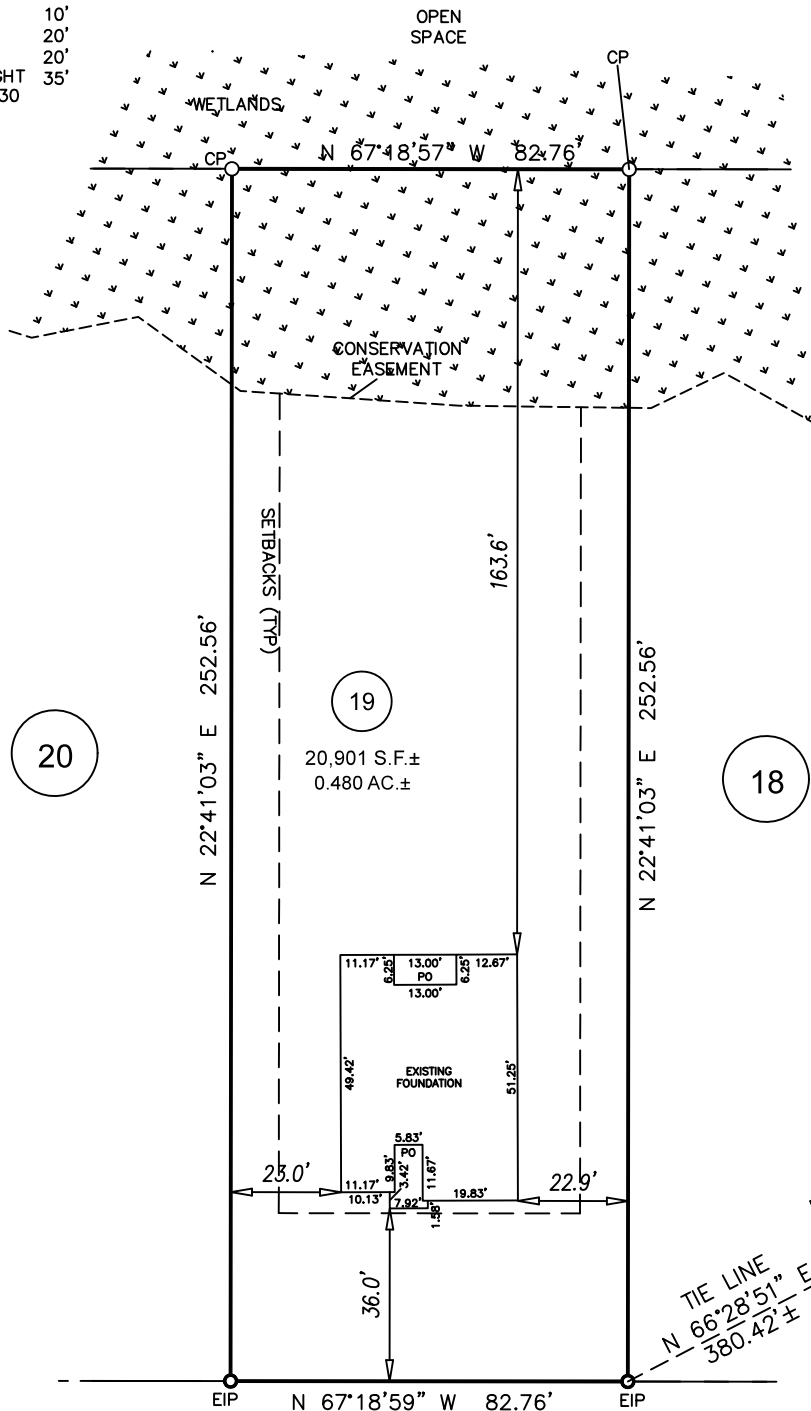 10'
20'
20'
GHT 35'
30
OPEN
SPACE
CP
WETLANDS
CP
N 67°18'57" W 82.76'
CONSERVATION
EASEMENT
SETBACKS (TYP)
163.6'
N 22°41'03" E 252.56'
N 22°41'03" E 252.56'
19
20,901 S.F.±
0.480 AC.±
20
18
11.17'
6.25'
13.00'
PO
6.25'
12.67'
13.00'
49.42'
EXISTING
FOUNDATION
51.25'
5.83'
PO
9.83'
3.42'
11.67'
23.0'
11.17'
10.13'
7.92'
19.83'
1.58'
22.9'
36.0'
TIE LINE
N 66°28'51" E
380.42'±
EIP
N 67°18'59" W 82.76'
EIP